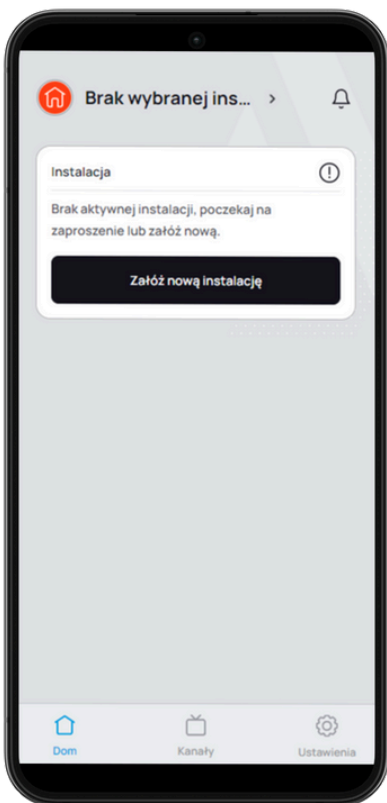 Brak wybranej ins...
Instalacja
Brak aktywnej instalacji, poczekaj na
zaproszenie lub załóż nową.
Załóż nową instalację
Dom
Kanały
Ustawienia